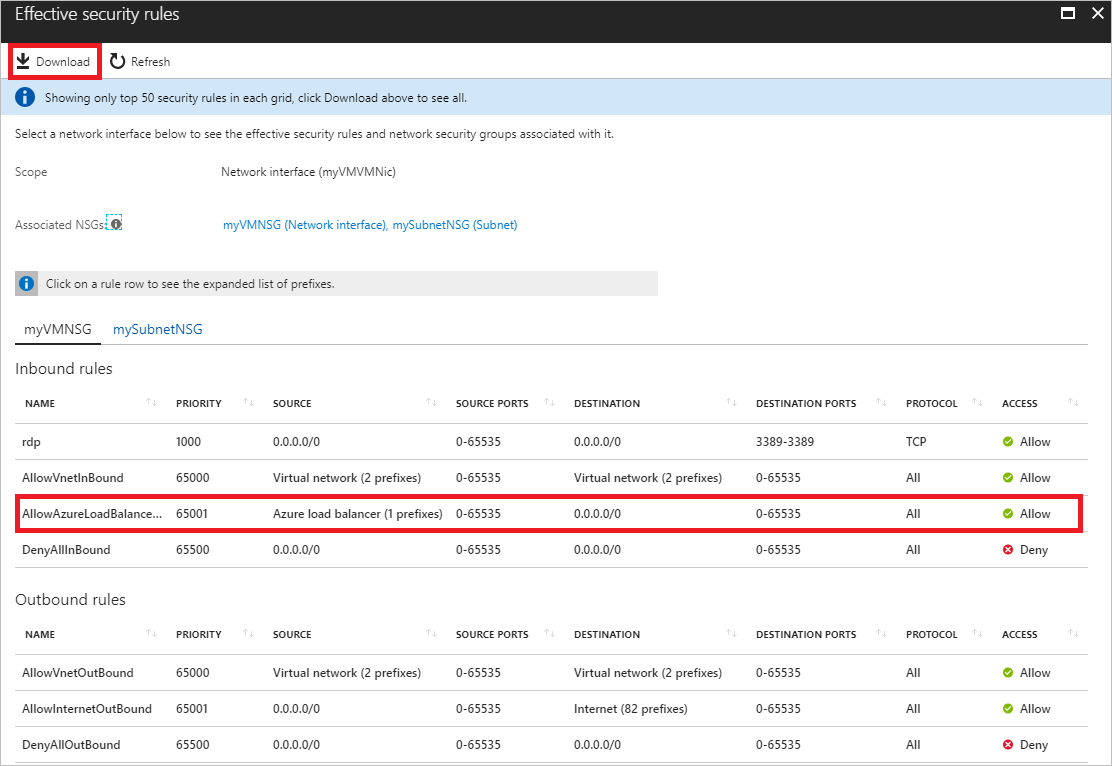 Effective security rules
Download Refresh
Showing only top 50 security rules in each grid, click Download above to see all.
Select a network interface below to see the effective security rules and network security groups associated with it.
Scope Network interface (myVMVMNic)
Associated NSGs: myVMNSG (Network interface), mySubnetNSG (Subnet)
Click on a rule row to see the expanded list of prefixes.
myVMNSG mySubnetNSG
Inbound rules
NAME PRIORITY SOURCE SOURCE PORTS DESTINATION DESTINATION PORTS PROTOCOL ACCESS
rdp 1000 0.0.0.0/0 0-65535 0.0.0.0/0 3389-3389 TCP Allow
AllowVnetInBound 65000 Virtual network (2 prefixes) 0-65535 Virtual network (2 prefixes) 0-65535 All Allow
AllowAzureLoadBalance... 65001 Azure load balancer (1 prefixes) 0-65535 0.0.0.0/0 0-65535 All Allow
DenyAllInBound 65500 0.0.0.0/0 0-65535 0.0.0.0/0 0-65535 All Deny
Outbound rules
NAME PRIORITY SOURCE SOURCE PORTS DESTINATION DESTINATION PORTS PROTOCOL ACCESS
AllowVnetOutBound 65000 Virtual network (2 prefixes) 0-65535 Virtual network (2 prefixes) 0-65535 All Allow
AllowInternetOutBound 65001 0.0.0.0/0 0-65535 Internet (82 prefixes) 0-65535 All Allow
DenyAllOutBound 65500 0.0.0.0/0 0-65535 0.0.0.0/0 0-65535 All Deny